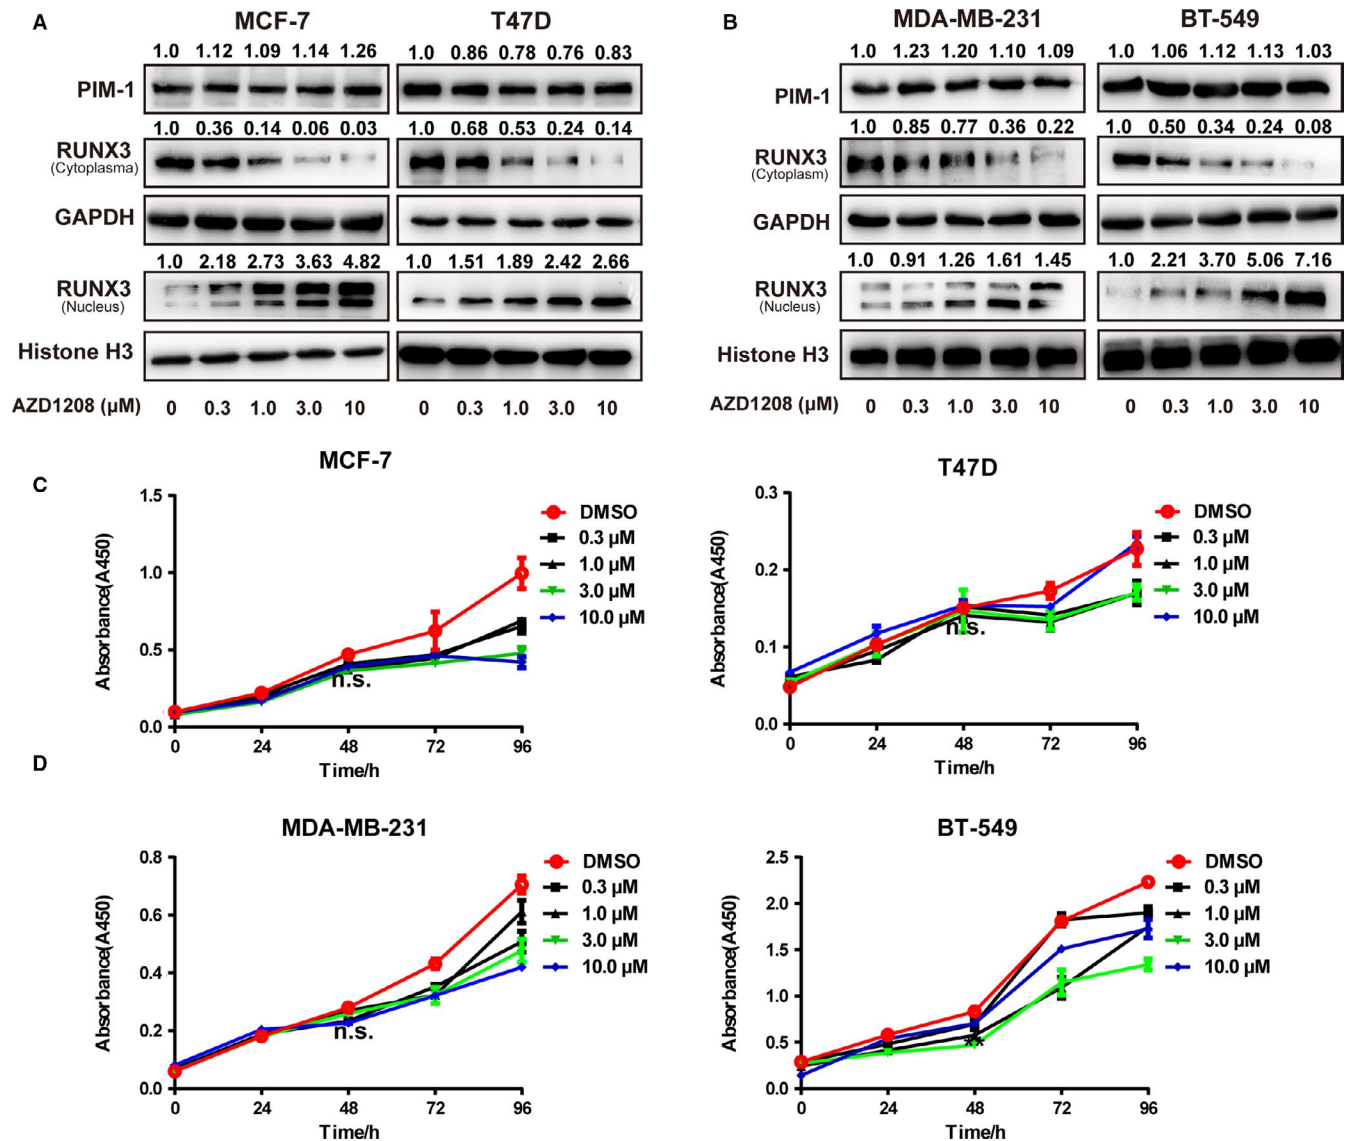 A
MCF-7
T47D
1.0 1.12 1.09 1.14 1.26
1.0 0.86 0.78 0.76 0.83
PIM-1
1.0 0.36 0.14 0.06 0.03
1.0 0.68 0.53 0.24 0.14
RUNX3
(Cytoplasma)
GAPDH
1.0 2.18 2.73 3.63 4.82
1.0 1.51 1.89 2.42 2.66
RUNX3
(Nucleus)
Histone H3
AZD1208 (µM) 0 0.3 1.0 3.0 10
0 0.3 1.0 3.0 10
B
MDA-MB-231
BT-549
1.0 1.23 1.20 1.10 1.09
1.0 1.06 1.12 1.13 1.03
PIM-1
1.0 0.85 0.77 0.36 0.22
1.0 0.50 0.34 0.24 0.08
RUNX3
(Cytoplasm)
GAPDH
1.0 0.91 1.26 1.61 1.45
1.0 2.21 3.70 5.06 7.16
RUNX3
(Nucleus)
Histone H3
AZD1208 (µM) 0 0.3 1.0 3.0 10
0 0.3 1.0 3.0 10
C
MCF-7
Absorbance(A450)
1.5
1.0
0.5
0.0
n.s.
0 24 48 72 96
Time/h
DMSO
0.3 µM
1.0 µM
3.0 µM
10.0 µM
T47D
Absorbance(A450)
0.3
0.2
0.1
0.0
n.s.
0 24 48 72 96
Time/h
DMSO
0.3 µM
1.0 µM
3.0 µM
10.0 µM
D
MDA-MB-231
Absorbance(A450)
0.8
0.6
0.4
0.2
0.0
n.s.
0 24 48 72 96
Time/h
DMSO
0.3 µM
1.0 µM
3.0 µM
10.0 µM
BT-549
Absorbance(A450)
2.5
2.0
1.5
1.0
0.5
0.0
**
0 24 48 72 96
Time/h
DMSO
0.3 µM
1.0 µM
3.0 µM
10.0 µM